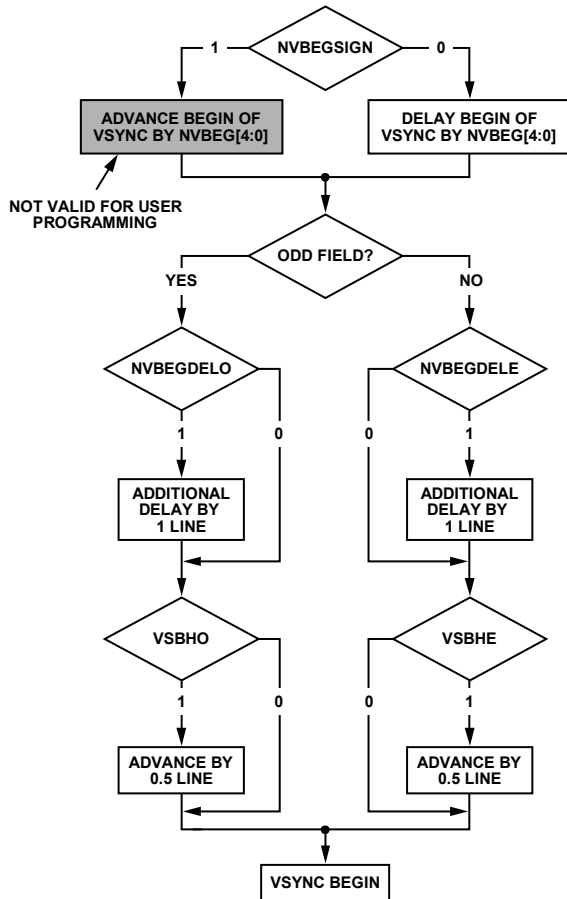 NVBEGSIGN
1
0
ADVANCE BEGIN OF
VSYNC BY NVBEG[4:0]
DELAY BEGIN OF
VSYNC BY NVBEG[4:0]
NOT VALID FOR USER
PROGRAMMING
ODD FIELD?
YES
NO
NVBEGDELO
NVBEGDELE
1
0
0
1
ADDITIONAL
DELAY BY
1 LINE
ADDITIONAL
DELAY BY
1 LINE
VSBHO
VSBHE
1
0
0
1
ADVANCE BY
0.5 LINE
ADVANCE BY
0.5 LINE
VSYNC BEGIN